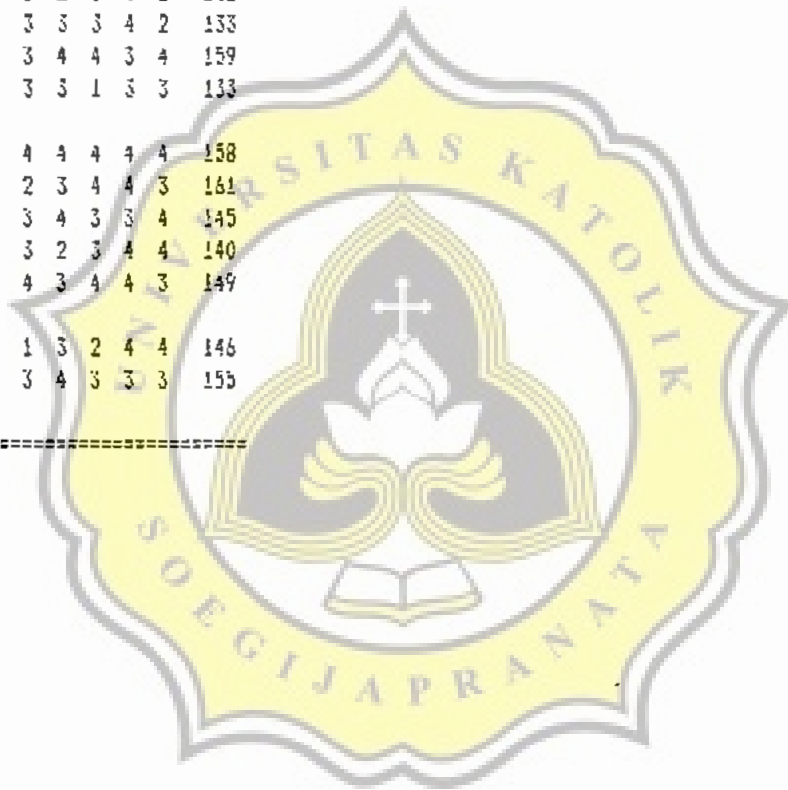 3 3 3 4 2 133
3 4 4 3 4 159
3 3 1 3 3 133
4 4 4 4 4 158
2 3 4 4 3 161
3 4 3 3 4 145
3 2 3 4 4 140
4 3 4 4 3 149
1 3 2 4 4 146
3 4 3 3 3 155
====================
UNIVERSITAS KATOLIK
SOEGIJAPRANATA